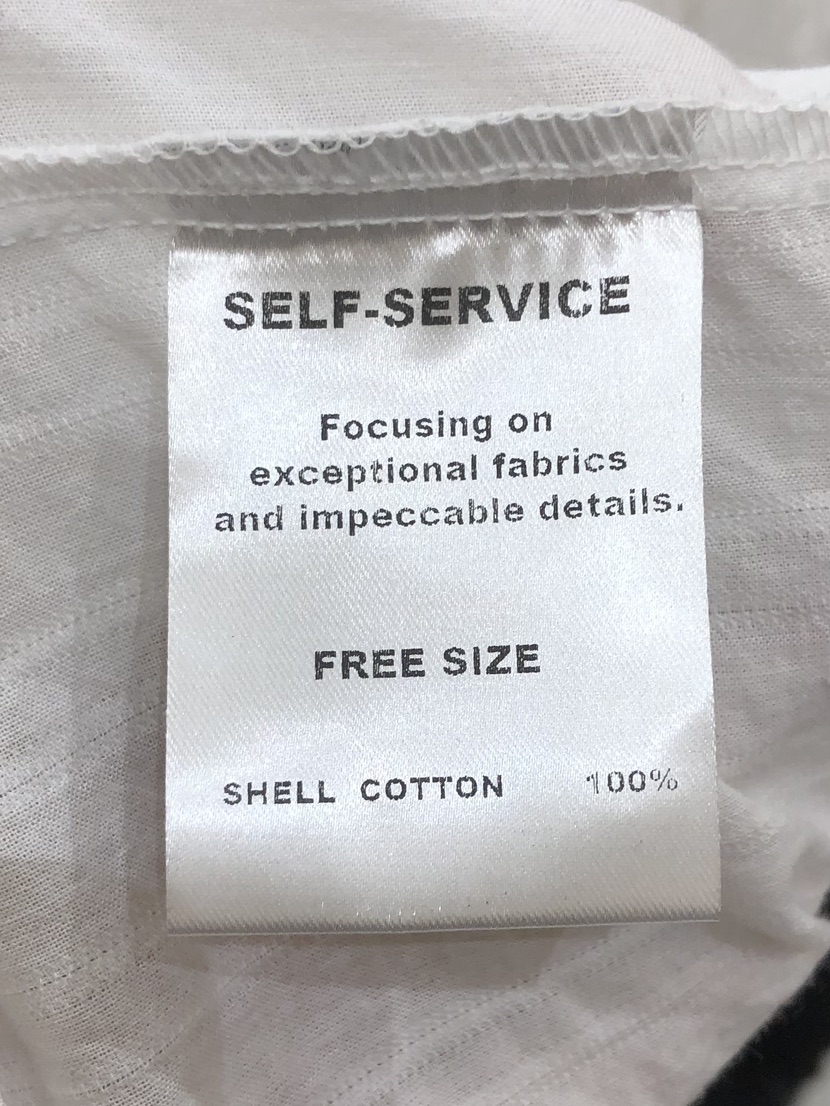 SELF-SERVICE
Focusing on
exceptional fabrics
and impeccable details.
FREE SIZE
SHELL COTTON 100%